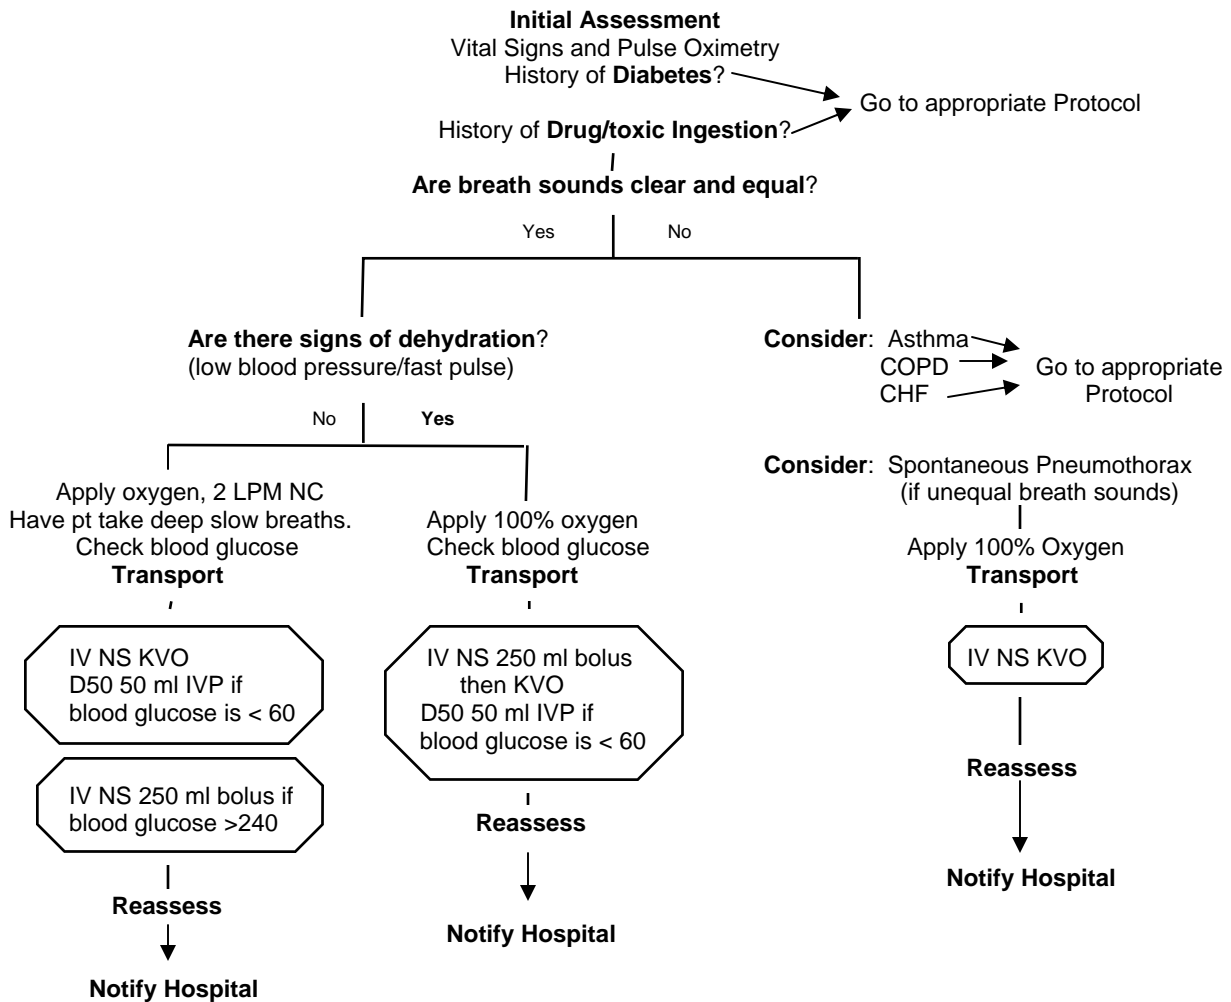 Initial Assessment
Vital Signs and Pulse Oximetry
History of Diabetes?
Go to appropriate Protocol
History of Drug/toxic Ingestion?
Are breath sounds clear and equal?
Yes
No
Are there signs of dehydration?
(low blood pressure/fast pulse)
No
Yes
Apply oxygen, 2 LPM NC
Have pt take deep slow breaths.
Check blood glucose
Transport
IV NS KVO
D50 50 ml IVP if
blood glucose is < 60
IV NS 250 ml bolus if
blood glucose >240
Reassess
Notify Hospital
Apply 100% oxygen
Check blood glucose
Transport
IV NS 250 ml bolus
then KVO
D50 50 ml IVP if
blood glucose is < 60
Reassess
Notify Hospital
Consider: Asthma
COPD
CHF
Go to appropriate
Protocol
Consider: Spontaneous Pneumothorax
(if unequal breath sounds)
Apply 100% Oxygen
Transport
IV NS KVO
Reassess
Notify Hospital